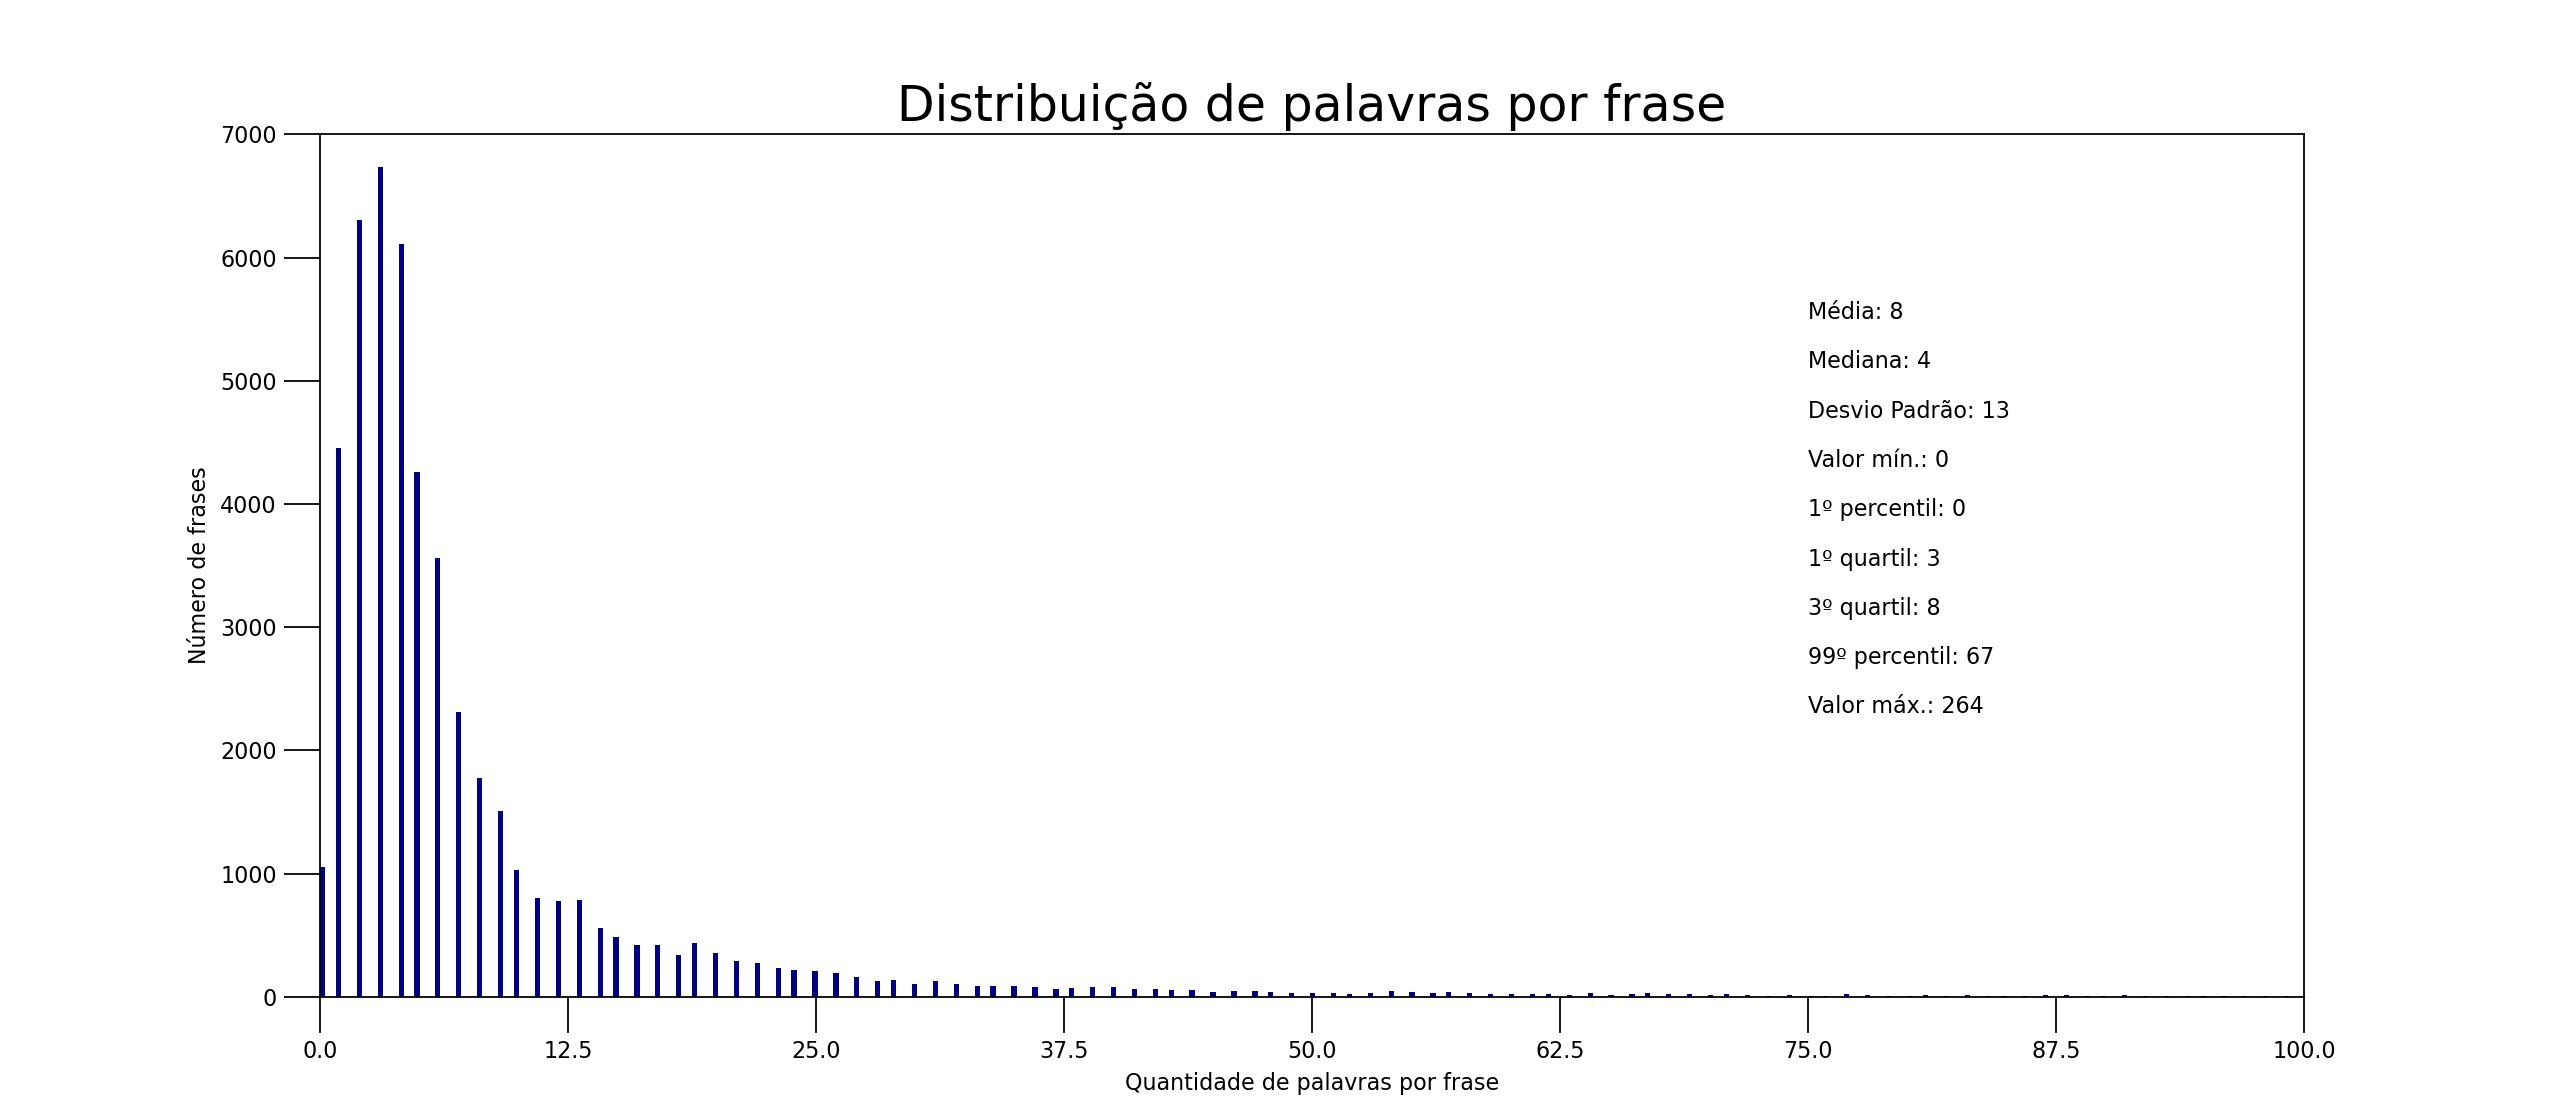 Distribuição de palavras por frase
7000
6000
5000
4000
3000
2000
1000
0
Número de frases
Média: 8
Mediana: 4
Desvio Padrão: 13
Valor mín.: 0
1º percentil: 0
1º quartil: 3
3º quartil: 8
99º percentil: 67
Valor máx.: 264
0.0 12.5 25.0 37.5 50.0 62.5 75.0 87.5 100.0
Quantidade de palavras por frase